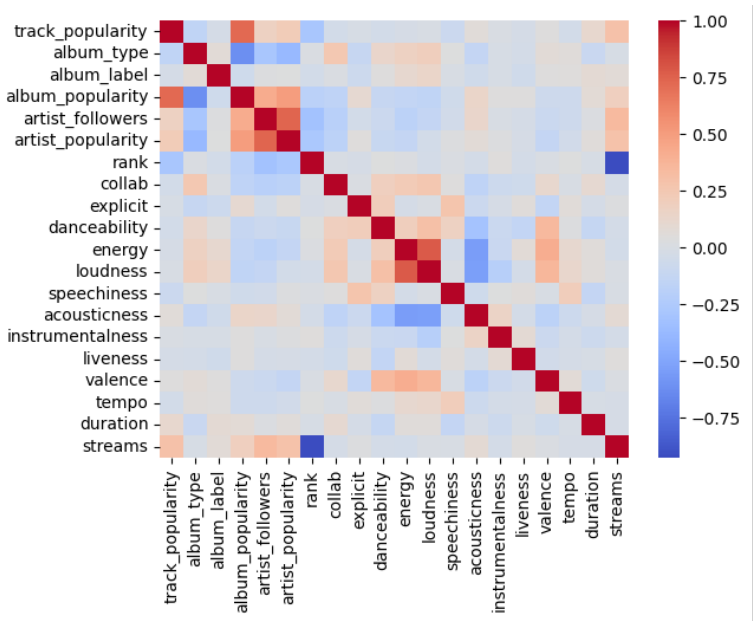 track_popularity
album_type
album_label
album_popularity
artist_followers
artist_popularity
rank
collab
explicit
danceability
energy
loudness
speechiness
acousticness
instrumentalness
liveness
valence
tempo
duration
streams
track_popularity
album_type
album_label
album_popularity
artist_followers
artist_popularity
rank
collab
explicit
danceability
energy
loudness
speechiness
acousticness
instrumentalness
liveness
valence
tempo
duration
streams
1.00
0.75
0.50
0.25
0.00
−0.25
−0.50
−0.75